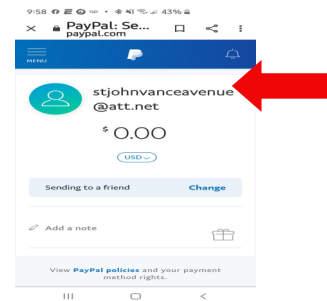 9:58 43%
PayPal: Se...
paypal.com
MENU
stjohnvanceavenue
@att.net
$ 0.00
USD
Sending to a friend Change
Add a note
View PayPal policies and your payment
method rights.